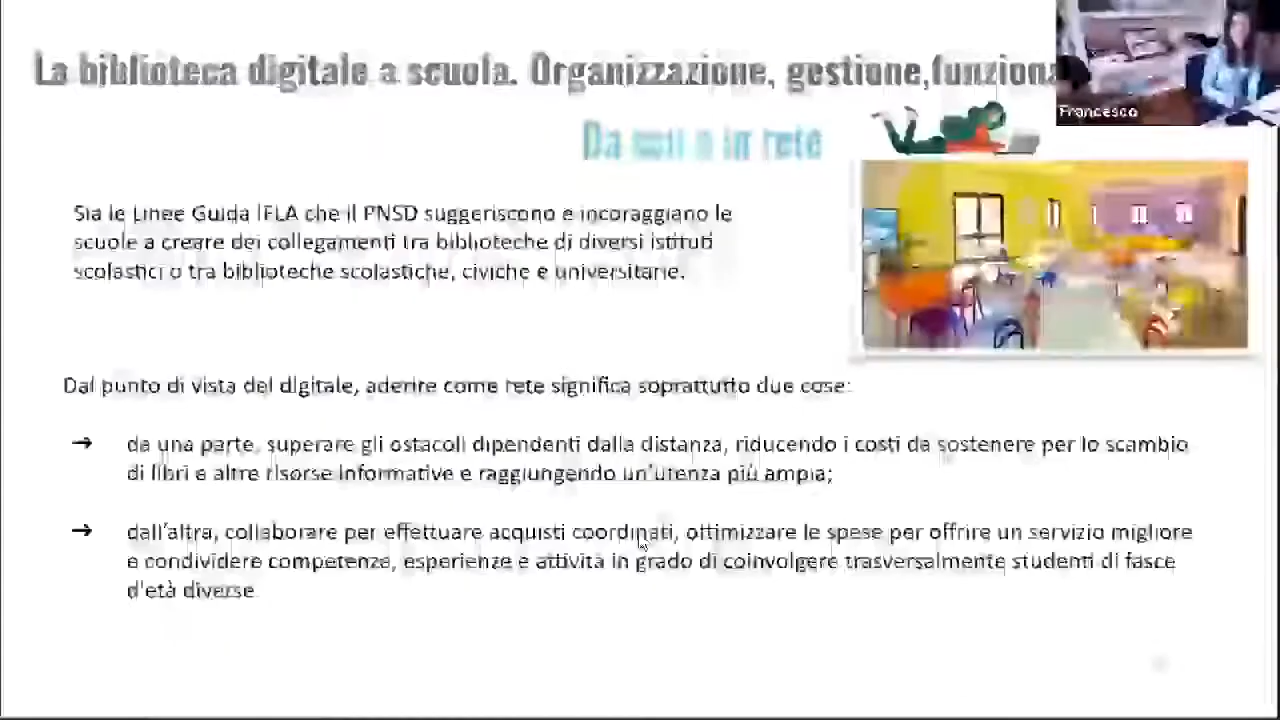 La biblioteca digitale a scuola. Organizzazione, gestione,funziona
Francesco
Da soli o in rete
Sia le Linee Guida IFLA che il PNSD suggeriscono e incoraggiano le
scuole a creare dei collegamenti tra biblioteche di diversi istituti
scolastici o tra biblioteche scolastiche, civiche e universitarie.
Dal punto di vista del digitale, aderire come rete significa soprattutto due cose:
→ da una parte, superare gli ostacoli dipendenti dalla distanza, riducendo i costi da sostenere per lo scambio
di libri e altre risorse informative e raggiungendo un'utenza più ampia;
→ dall'altra, collaborare per effettuare acquisti coordinati, ottimizzare le spese per offrire un servizio migliore
e condividere competenze, esperienze e attività in grado di coinvolgere trasversalmente studenti di fasce
d'età diverse